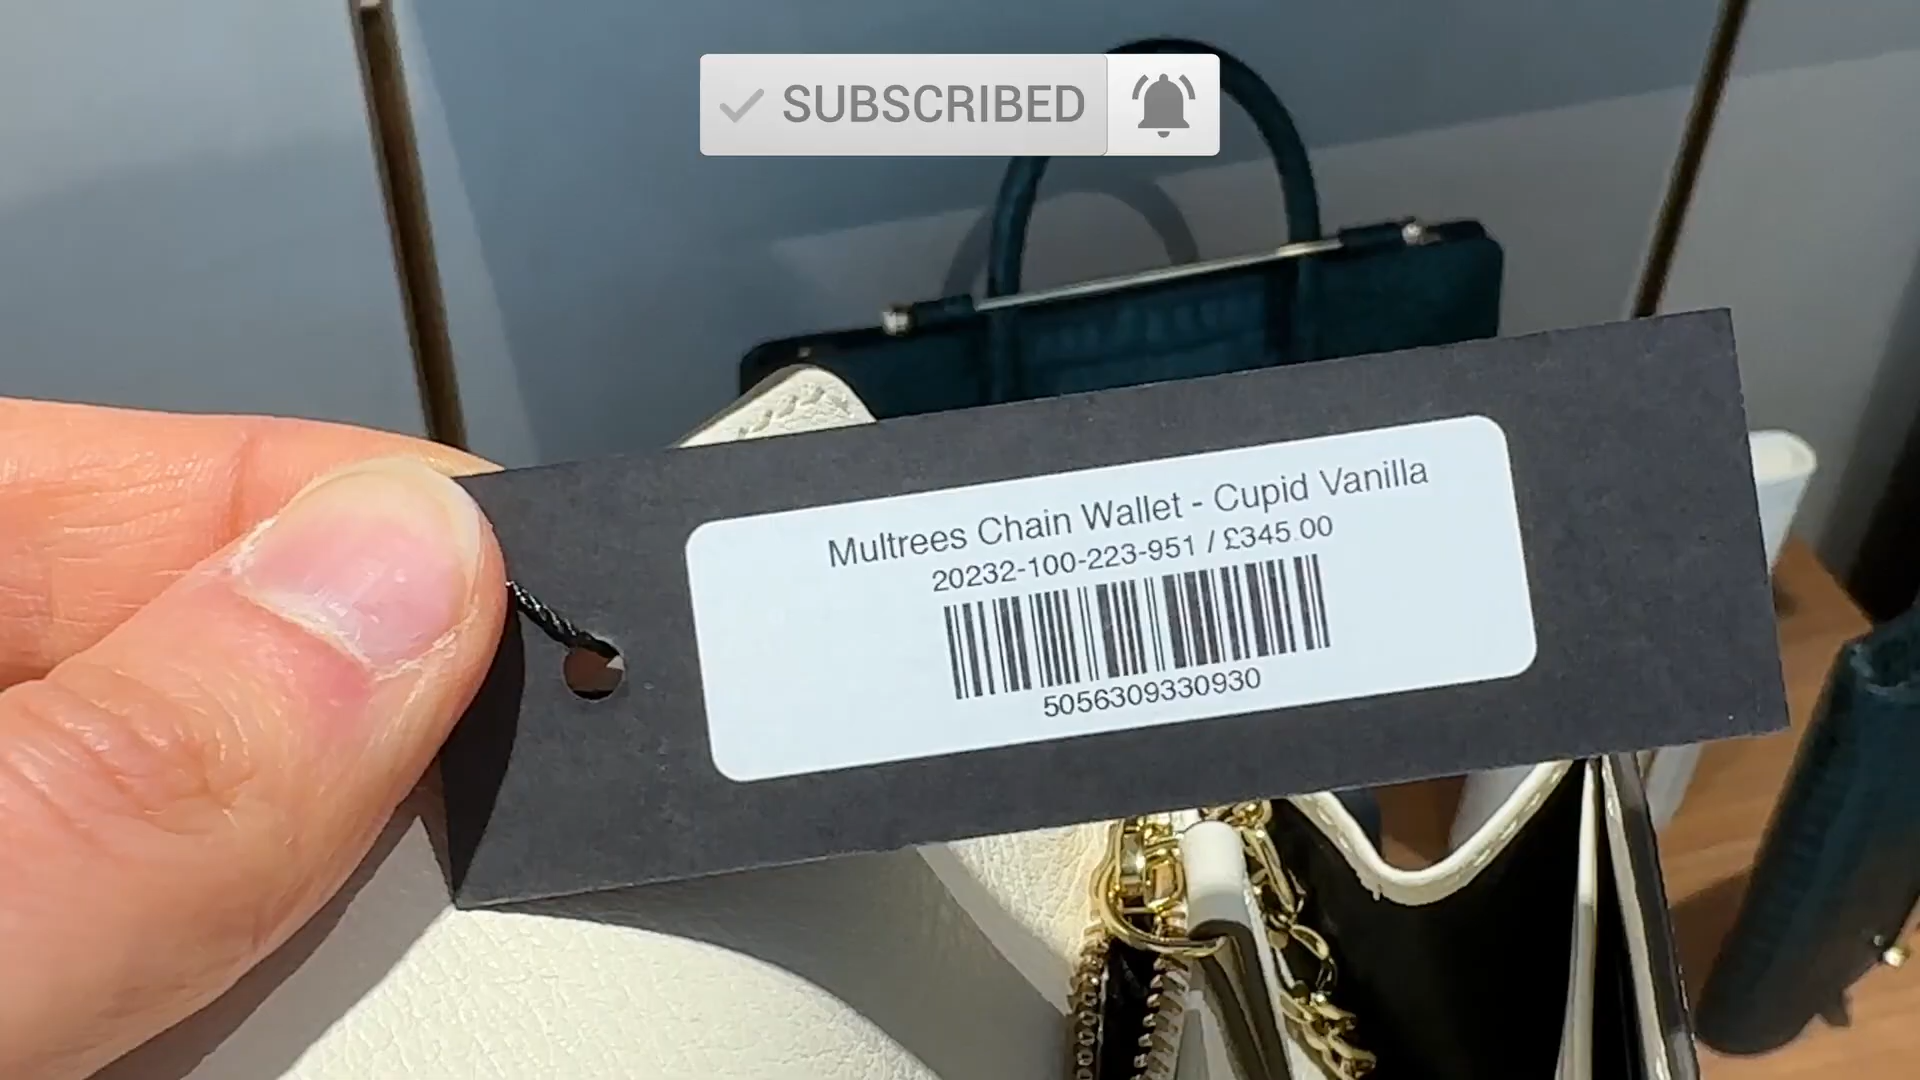 SUBSCRIBED
Multrees Chain Wallet - Cupid Vanilla
20232-100-223-951 / £345.00
5056309330930